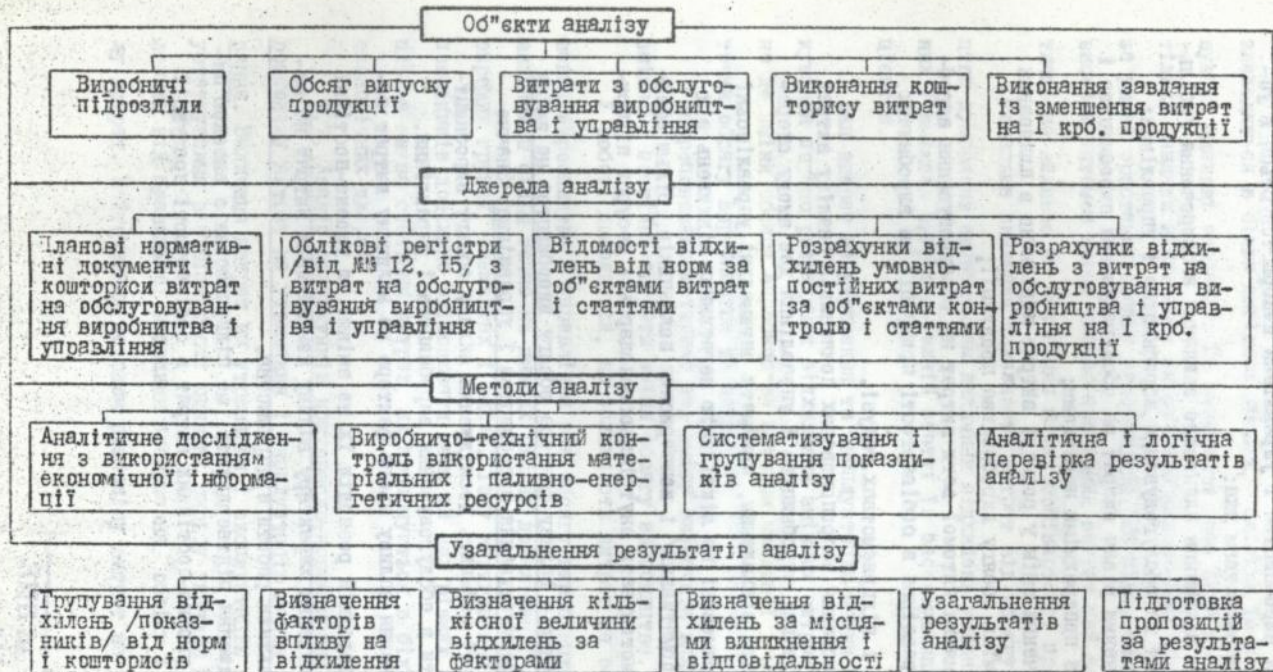 Об"єкти аналізу
Виробничі
підрозділи
Обсяг випуску
продукції
Витрати з обслуго-
вування виробницт-
ва і управління
Виконання кош-
торису витрат
Виконання завдання
із зменшення витрат
на I крб. продукції
Джерела аналізу
Планові норматив-
ні документи і
кошториси витрат
на обслуговуван-
ня виробництва і
управління
Облікові регістри
/від №№ I2, I5/ з
витрат на обслуго-
вування виробницт-
ва і управління
Відомості відхи-
лень від норм за
об"єктами витрат
і статтями
Розрахунки від-
хилень умовно-
постійних витрат
за об"єктами кон-
тролю і статтями
Розрахунки відхи-
лень з витрат на
обслуговування ви-
робництва і управ-
ління на I крб.
продукції
Методи аналізу
Аналітичне досліджен-
ня з використанням
економічної інформа-
ції
Виробничо-технічний кон-
троль використання мате-
ріальних і паливно-енер-
гетичних ресурсів
Систематизування і
групування показни-
ків аналізу
Аналітична і логічна
перевірка результатів
аналізу
Узагальнення результатів аналізу
Групування від-
хилень /показ-
ників/ від норм
і кошторисів
Визначення
факторів
впливу на
відхилення
Визначення кіль-
кісної величини
відхилень за
факторами
Визначення від-
хилень за місця-
ми виникнення і
відповідальності
Узагальнення
результатів
аналізу
Підготовка
пропозицій
за результа-
тами аналізу